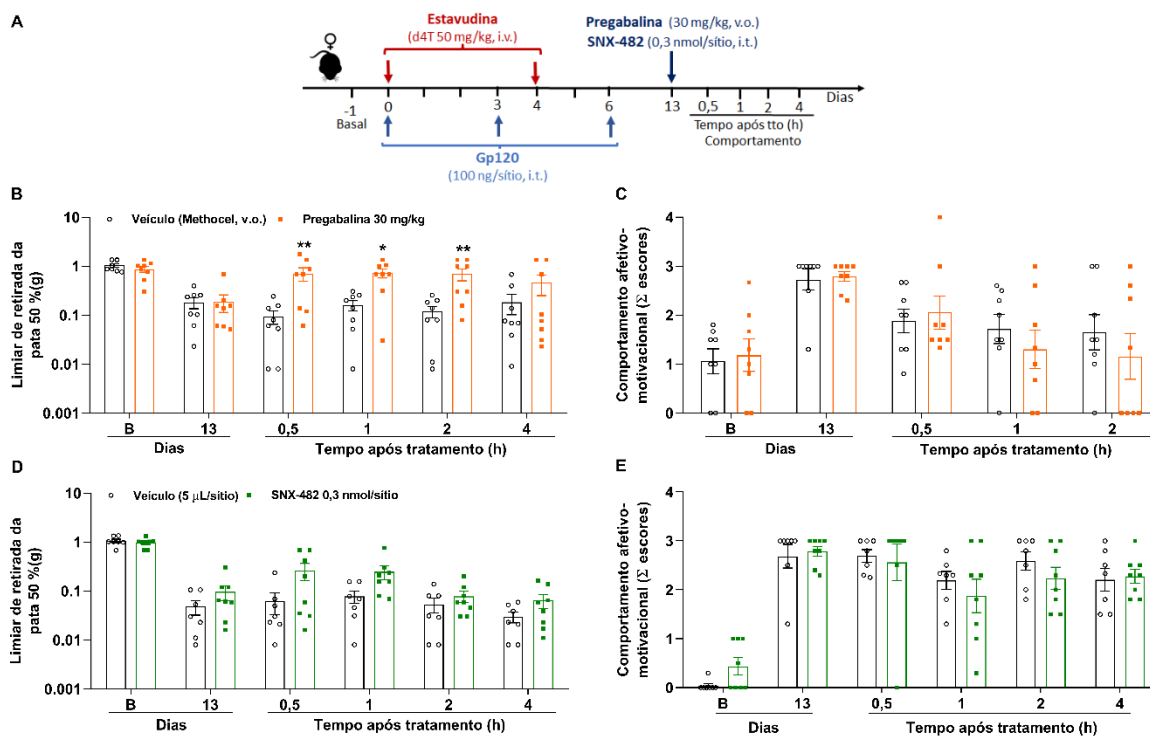 A
Estavudina
(d4T 50 mg/kg, i.v.)
Pregabalina (30 mg/kg, v.o.)
SNX-482 (0,3 nmol/sítio, i.t.)
♀
-1 0 3 4 6 13 0,5 1 2 4 Dias
Basal
Tempo após tto (h)
Comportamento
Gp120
(100 ng/sítio, i.t.)
B
Veículo (Methocel, v.o.) Pregabalina 30 mg/kg
Limiar de retirada da
pata 50 %(g)
10
1
0.1
0.01
0.001
** * **
B 13 0,5 1 2 4
Dias Tempo após tratamento (h)
C
Comportamento afetivo-
motivacional (Σ escores)
4
3
2
1
0
B 13 0,5 1 2
Dias Tempo após tratamento (h)
D
Veículo (5 μL/sítio) SNX-482 0,3 nmol/sítio
Limiar de retirada da
pata 50 %(g)
10
1
0.1
0.01
0.001
B 13 0,5 1 2 4
Dias Tempo após tratamento (h)
E
Comportamento afetivo-
motivacional (Σ escores)
4
3
2
1
0
B 13 0,5 1 2 4
Dias Tempo após tratamento (h)